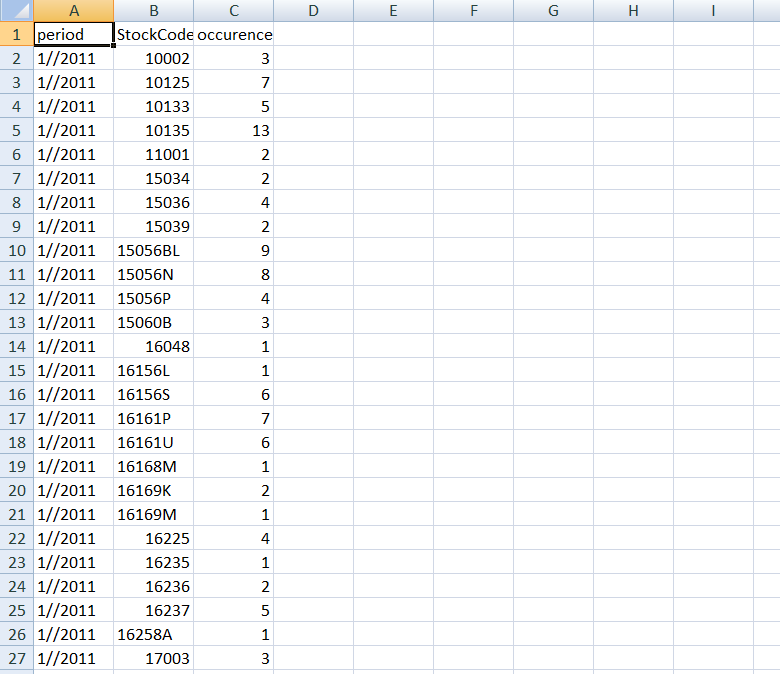 A B C D E F G H I
1 period StockCode occurence
2 1//2011 10002 3
3 1//2011 10125 7
4 1//2011 10133 5
5 1//2011 10135 13
6 1//2011 11001 2
7 1//2011 15034 2
8 1//2011 15036 4
9 1//2011 15039 2
10 1//2011 15056BL 9
11 1//2011 15056N 8
12 1//2011 15056P 4
13 1//2011 15060B 3
14 1//2011 16048 1
15 1//2011 16156L 1
16 1//2011 16156S 6
17 1//2011 16161P 7
18 1//2011 16161U 6
19 1//2011 16168M 1
20 1//2011 16169K 2
21 1//2011 16169M 1
22 1//2011 16225 4
23 1//2011 16235 1
24 1//2011 16236 2
25 1//2011 16237 5
26 1//2011 16258A 1
27 1//2011 17003 3